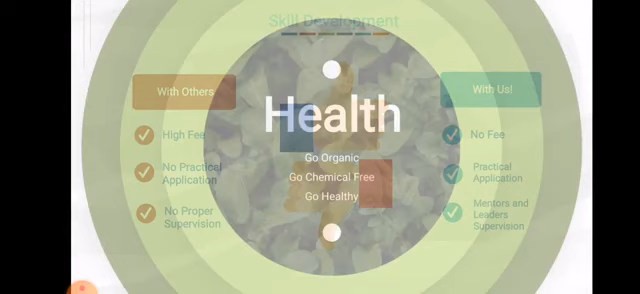 Skill Development
With Others
With Us!
Health
High Fee
No Fee
Go Organic
No Practical
Application
Practical
Application
Go Chemical Free
Go Healthy
No Proper
Supervision
Mentors and
Leaders
Supervision